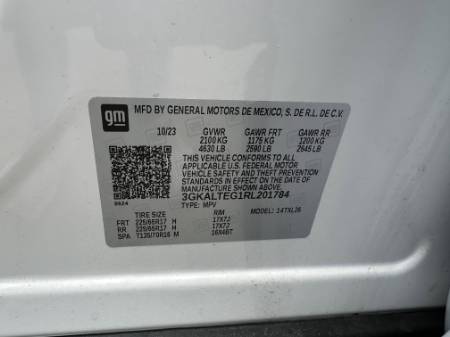 gm
MFD BY GENERAL MOTORS DE MEXICO, S. DE R.L. DE C.V.
10/23 GVWR GAWR FRT GAWR RR
2100 KG 1175 KG 1200 KG
4630 LB 2590 LB 2645 LB
THIS VEHICLE CONFORMS TO ALL
APPLICABLE U.S. FEDERAL MOTOR
VEHICLE SAFETY AND THEFT PREVENTION
STANDARDS IN EFFECT ON THE DATE
OF MANUFACTURE SHOWN ABOVE.
3GKALTEG1RL201784
TYPE: MPV MODEL: 14TXL26
TIRE SIZE RIM
FRT 225/65R17 H 17X7J
RR 225/65R17 H 17X7J
SPA T135/70R16 M 16X4BT